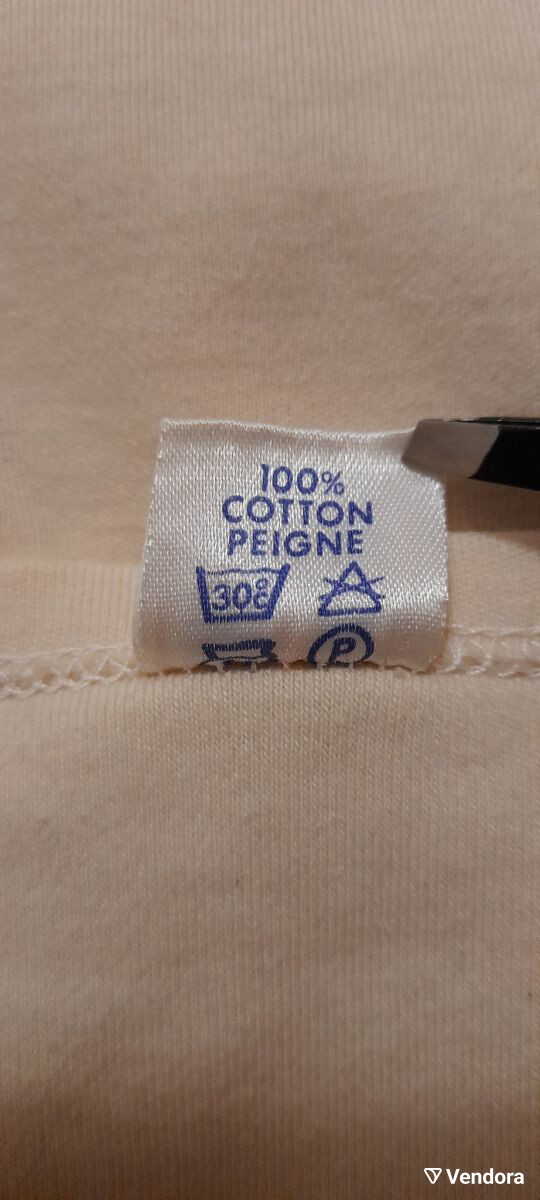 100%
COTTON
PEIGNE
30°C
P
Vendora